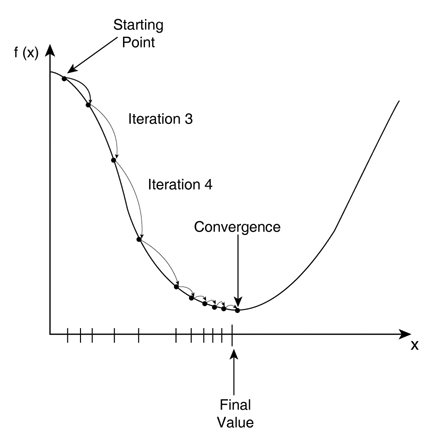 Starting
Point
f (x)
Iteration 3
Iteration 4
Convergence
x
Final
Value